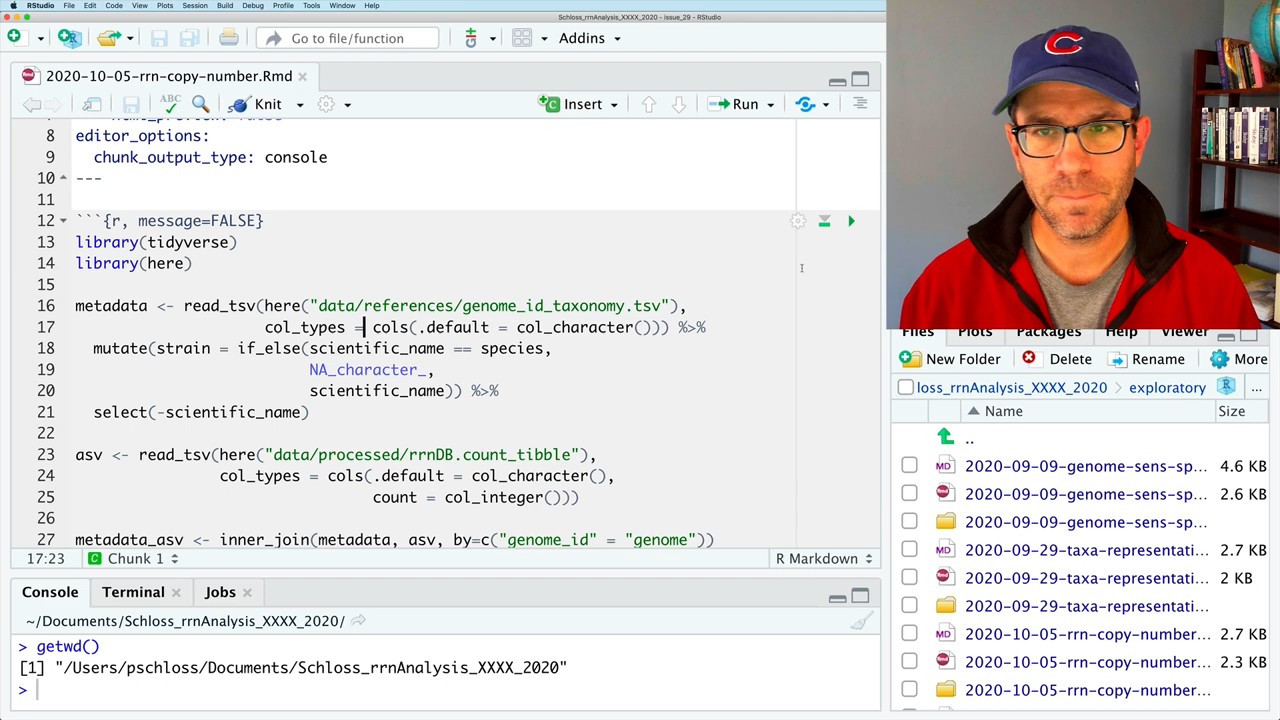 RStudio File Edit Code View Plots Session Build Debug Profile Tools Window Help
Schloss_rrnAnalysis_XXXX_2020 - issue_29 - RStudio
Go to file/function
Addins
2020-10-05-rrn-copy-number.Rmd
ABC
Knit
Insert
Run
8 editor_options:
9 chunk_output_type: console
10 ---
11
12 ```{r, message=FALSE}
13 library(tidyverse)
14 library(here)
15
16 metadata <- read_tsv(here("data/references/genome_id_taxonomy.tsv"),
17 col_types = cols(.default = col_character())) %>%
18 mutate(strain = if_else(scientific_name == species,
19 NA_character_,
20 scientific_name)) %>%
21 select(-scientific_name)
22
23 asv <- read_tsv(here("data/processed/rrnDB.count_tibble"),
24 col_types = cols(.default = col_character(),
25 count = col_integer()))
26
27 metadata_asv <- inner_join(metadata, asv, by=c("genome_id" = "genome"))
17:23
C Chunk 1
R Markdown
Console Terminal Jobs
~/Documents/Schloss_rrnAnalysis_XXXX_2020/
> getwd()
[1] "/Users/pschloss/Documents/Schloss_rrnAnalysis_XXXX_2020"
>
C
Files Plots Packages Help Viewer
New Folder Delete Rename More
loss_rrnAnalysis_XXXX_2020 > exploratory R ...
Name Size
..
MD 2020-09-09-genome-sens-sp... 4.6 KB
Rmd 2020-09-09-genome-sens-sp... 2.6 KB
2020-09-09-genome-sens-sp...
MD 2020-09-29-taxa-representati... 2.7 KB
Rmd 2020-09-29-taxa-representati... 2 KB
2020-09-29-taxa-representati...
MD 2020-10-05-rrn-copy-number... 2.7 KB
Rmd 2020-10-05-rrn-copy-number... 2.3 KB
2020-10-05-rrn-copy-number...